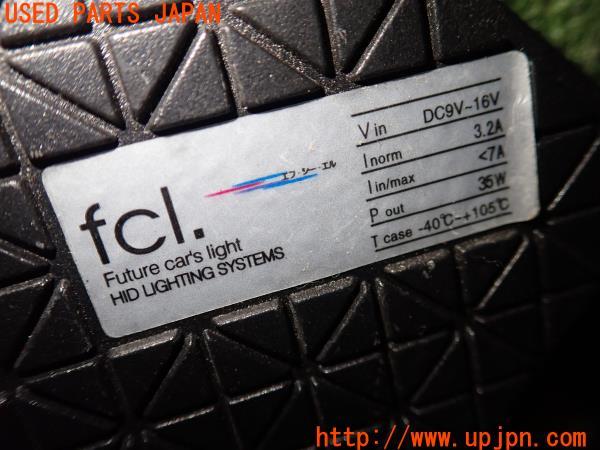 USED PARTS JAPAN
fcl.
エフ・シー・エル
Future car's light
HID LIGHTING SYSTEMS
V in DC9V-16V
I norm 3.2A
I in/max <7A
P out 35W
T case -40℃-+105℃
http://www.upjpn.com